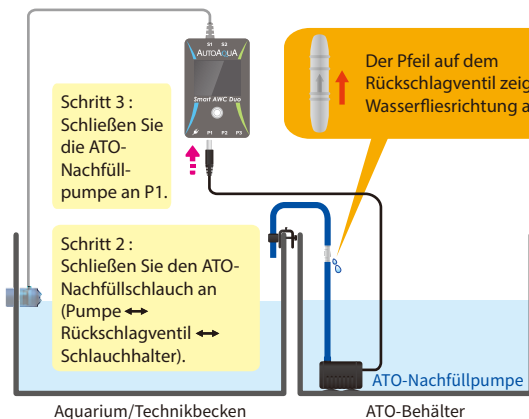 S1 S2
AUTOAQUA
Smart AWC Duo
P1 P2 P3
Der Pfeil auf dem
Rückschlagventil zeig
Wasserfliesrichtung a
Schritt 3 :
Schließen Sie
die ATO-
Nachfüll-
pumpe an P1.
Schritt 2 :
Schließen Sie den ATO-
Nachfüllschlauch an
(Pumpe ↔
Rückschlagventil ↔
Schlauchhalter).
ATO-Nachfüllpumpe
Aquarium/Technikbecken
ATO-Behälter